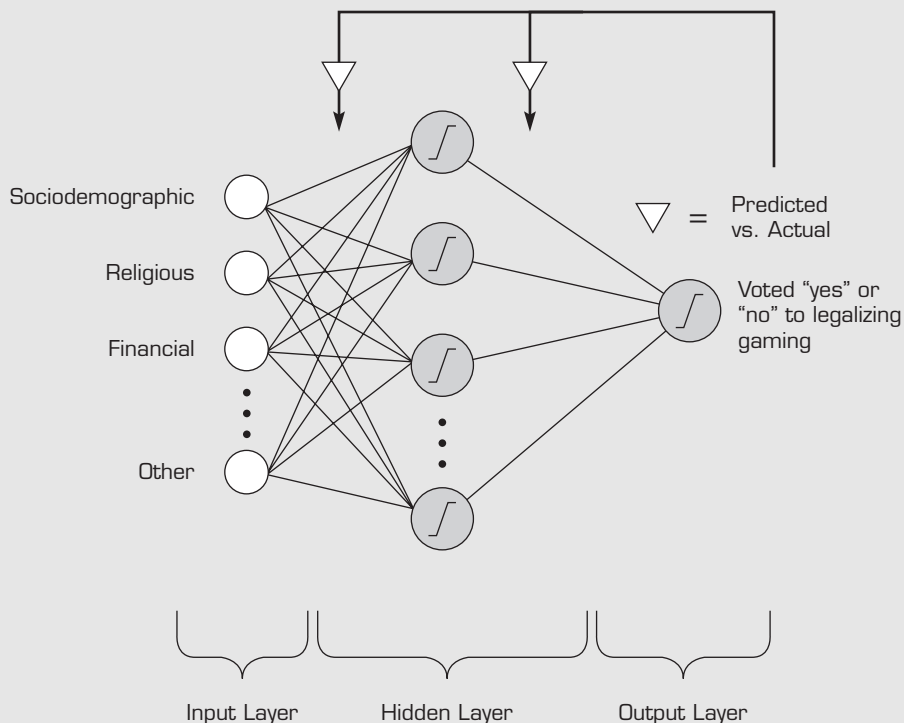 Sociodemographic
Religious
Financial
Other
= Predicted
vs. Actual
Voted “yes” or
“no” to legalizing
gaming
Input Layer
Hidden Layer
Output Layer